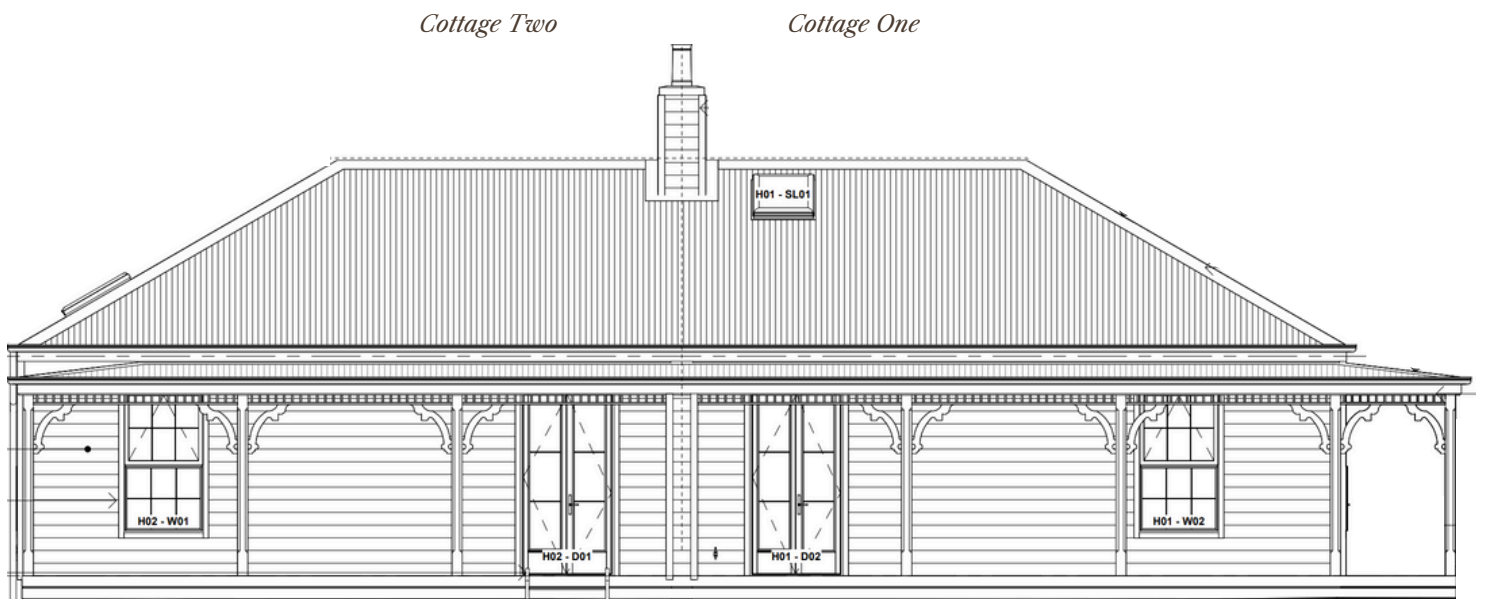 Cottage Two
Cottage One
H01 - SL01
H02 - W01
H01 - W02
H02 - D01
H01 - D02